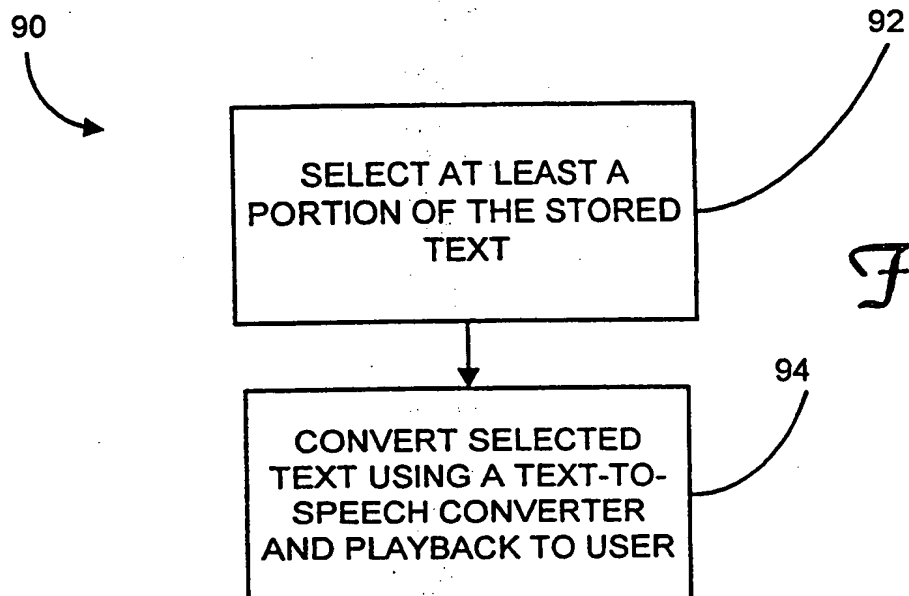 90
92
SELECT AT LEAST A
PORTION OF THE STORED
TEXT
F
94
CONVERT SELECTED
TEXT USING A TEXT-TO-
SPEECH CONVERTER
AND PLAYBACK TO USER